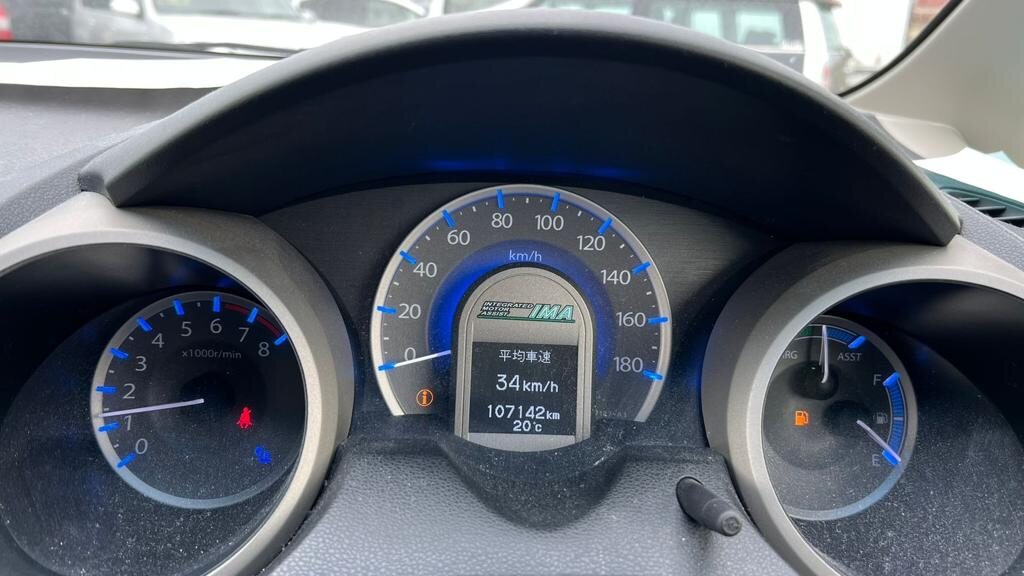 0
1
2
3
4
5
6
7
8
x1000r/min
0
20
40
60
80
100
120
140
160
180
km/h
INTEGRATED
MOTOR
ASSIST
IMA
平均車速
34km/h
107142km
20℃
ASST
F
E